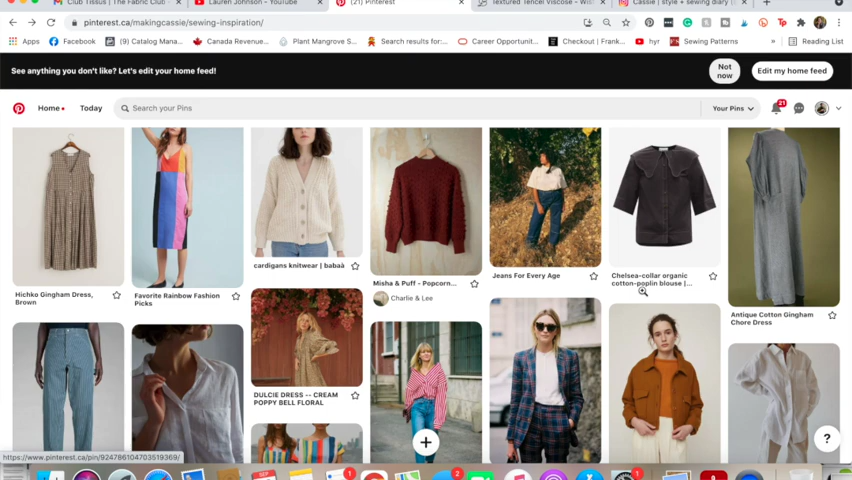 Club Tissus | The Fabric Club -
Lauren Johnson - YouTube
(21) Pinterest
Textured Tencel Viscose -
Cassie | style + sewing diary (
pinterest.ca/makingcassie/sewing-inspiration/
Apps
Facebook
(9) Catalog Mana...
Canada Revenue...
Plant Mangrove S...
Search results for:...
Career Opportunit...
Checkout | Frank...
hyr
Sewing Patterns
»
Reading List
See anything you don't like? Let's edit your home feed!
Not now
Edit my home feed
Home
Today
Search your Pins
Your Pins
21
Hichko Gingham Dress,
Brown
Favorite Rainbow Fashion
Picks
cardigans knitwear | babaà
Misha & Puff - Popcorn...
Charlie & Lee
Jeans For Every Age
Chelsea-collar organic
cotton-poplin blouse |...
Antique Cotton Gingham
Chore Dress
DULCIE DRESS -- CREAM
POPPY BELL FLORAL
+
?
https://www.pinterest.ca/pin/924786104703519369/
SEP
1
2
1